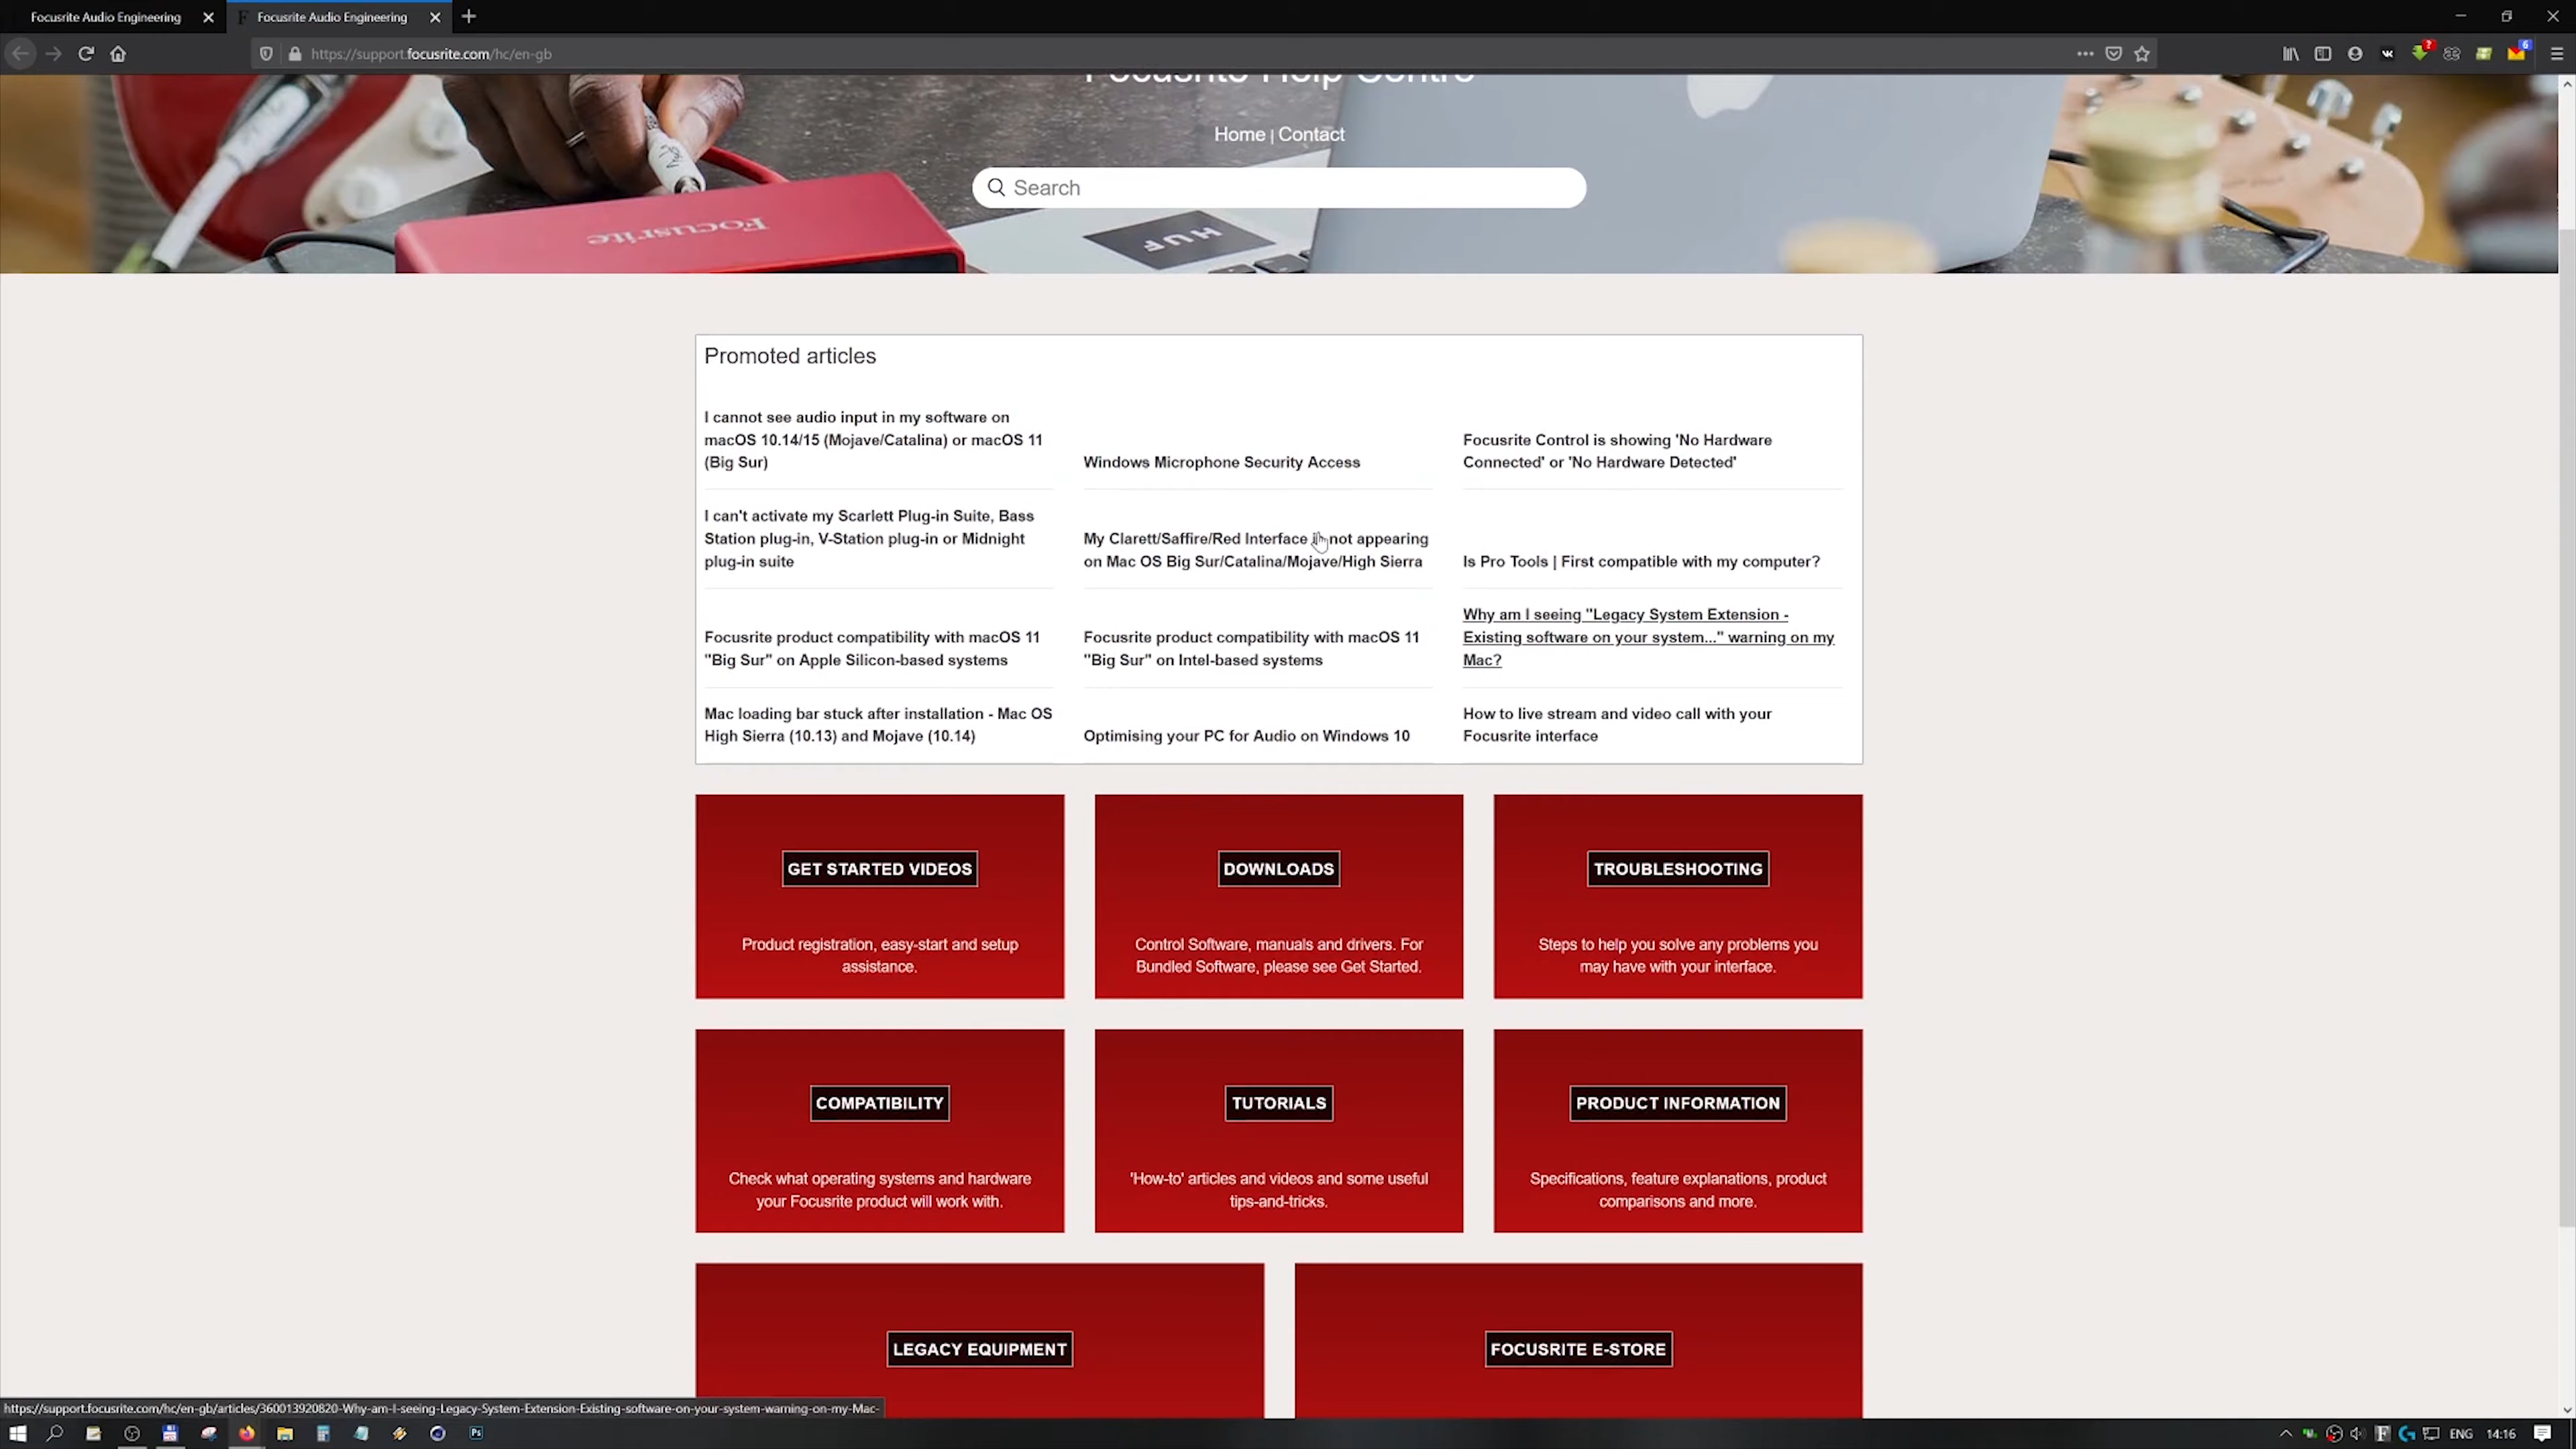 Focusrite Audio Engineering
Focusrite Audio Engineering
https://support.focusrite.com/hc/en-gb
Focusrite Help Centre
Home | Contact
Search
Focusrite
HUF
Promoted articles
I cannot see audio input in my software on
macOS 10.14/15 (Mojave/Catalina) or macOS 11
(Big Sur)
Windows Microphone Security Access
Focusrite Control is showing 'No Hardware
Connected' or 'No Hardware Detected'
I can't activate my Scarlett Plug-in Suite, Bass
Station plug-in, V-Station plug-in or Midnight
plug-in suite
My Clarett/Saffire/Red Interface is not appearing
on Mac OS Big Sur/Catalina/Mojave/High Sierra
Is Pro Tools | First compatible with my computer?
Focusrite product compatibility with macOS 11
"Big Sur" on Apple Silicon-based systems
Focusrite product compatibility with macOS 11
"Big Sur" on Intel-based systems
Why am I seeing "Legacy System Extension -
Existing software on your system..." warning on my
Mac?
Mac loading bar stuck after installation - Mac OS
High Sierra (10.13) and Mojave (10.14)
Optimising your PC for Audio on Windows 10
How to live stream and video call with your
Focusrite interface
GET STARTED VIDEOS
Product registration, easy-start and setup
assistance.
DOWNLOADS
Control Software, manuals and drivers. For
Bundled Software, please see Get Started.
TROUBLESHOOTING
Steps to help you solve any problems you
may have with your interface.
COMPATIBILITY
Check what operating systems and hardware
your Focusrite product will work with.
TUTORIALS
'How-to' articles and videos and some useful
tips-and-tricks.
PRODUCT INFORMATION
Specifications, feature explanations, product
comparisons and more.
LEGACY EQUIPMENT
FOCUSRITE E-STORE
https://support.focusrite.com/hc/en-gb/articles/360013920820-Why-am-I-seeing-Legacy-System-Extension-Existing-software-on-your-system-warning-on-my-Mac-
ENG
14:16